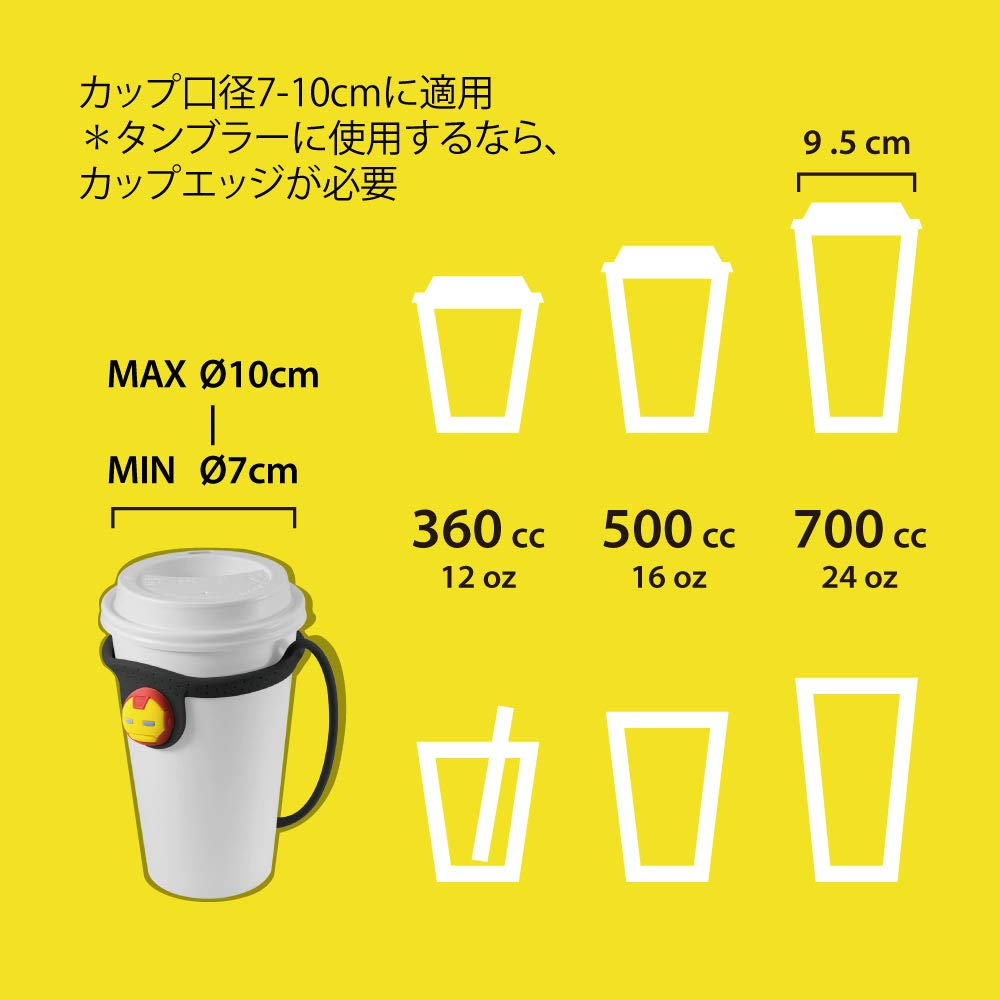 カップ口径7-10cmに適用
＊タンブラーに使用するなら、
カップエッジが必要
9 .5 cm
MAX Ø10cm
MIN Ø7cm
360 cc
12 oz
500 cc
16 oz
700 cc
24 oz